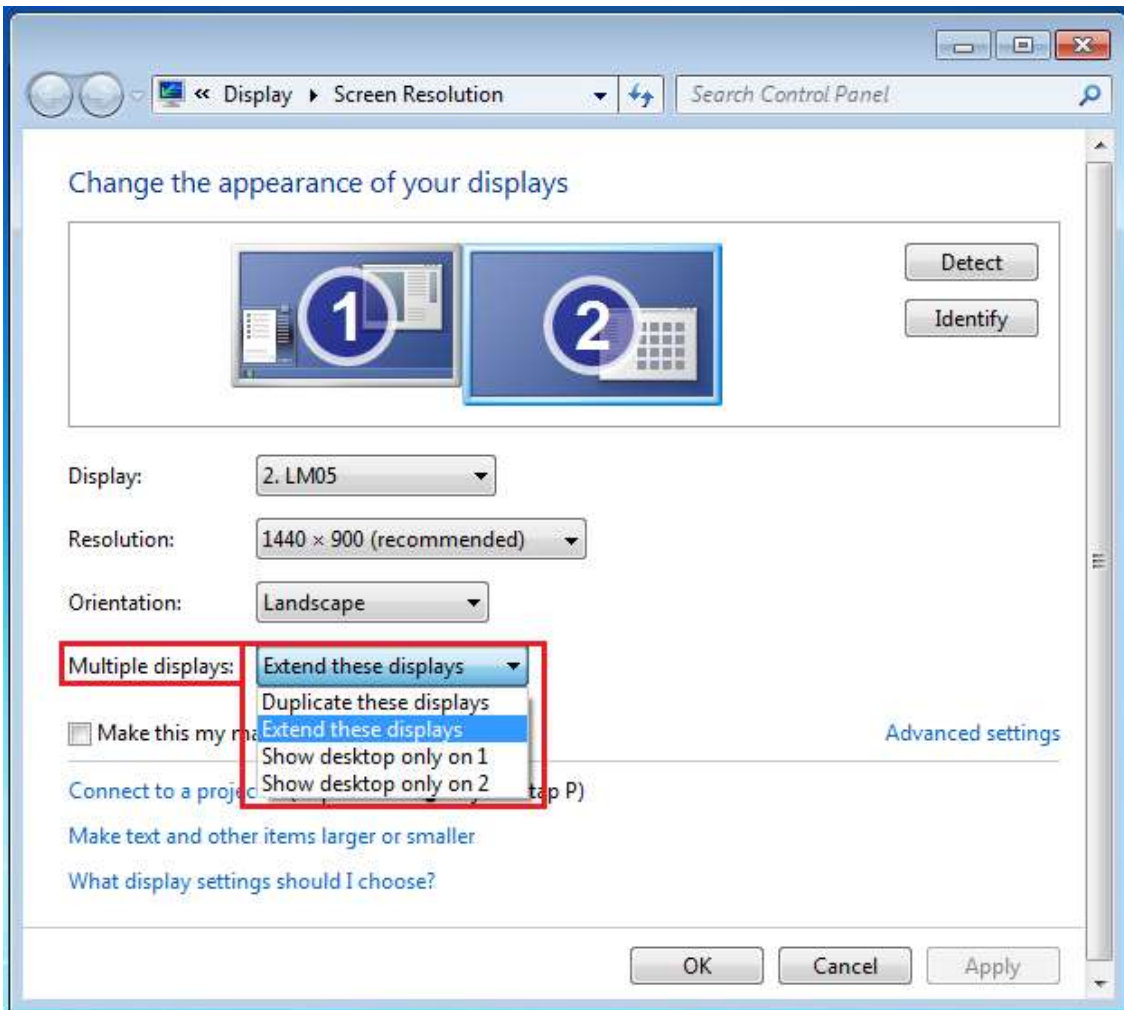 « Display ▸ Screen Resolution Search Control Panel
Change the appearance of your displays
1 2
Detect
Identify
Display: 2. LM05
Resolution: 1440 × 900 (recommended)
Orientation: Landscape
Multiple displays: Extend these displays
Duplicate these displays
Extend these displays
Show desktop only on 1
Show desktop only on 2
Make this my
Advanced settings
Connect to a tap P)
Make text and other items larger or smaller
What display settings should I choose?
OK Cancel Apply